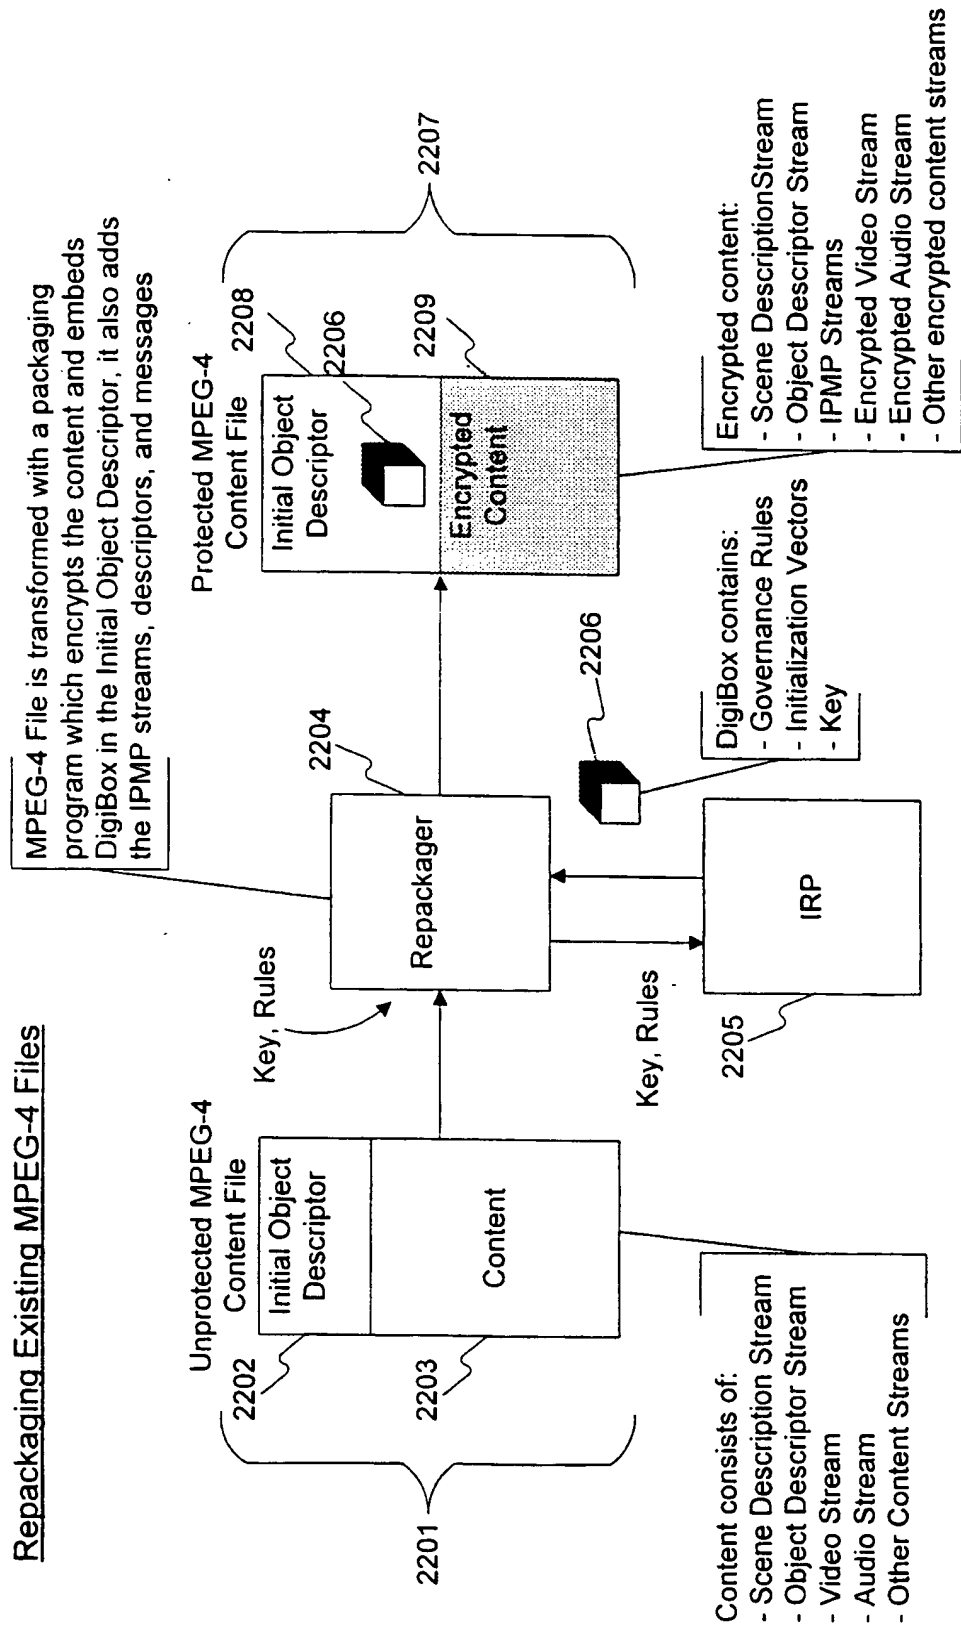 Repackaging Existing MPEG-4 Files
MPEG-4 File is transformed with a packaging
program which encrypts the content and embeds
DigiBox in the Initial Object Descriptor, it also adds
the IPMP streams, descriptors, and messages
Unprotected MPEG-4
Content File
Initial Object
Descriptor
Content
2202
2203
2201
Content consists of:
- Scene Description Stream
- Object Descriptor Stream
- Video Stream
- Audio Stream
- Other Content Streams
Key, Rules
Repackager
2204
Key, Rules
IRP
2205
2206
DigiBox contains:
- Governance Rules
- Initialization Vectors
- Key
Protected MPEG-4
Content File
Initial Object
Descriptor
Encrypted
Content
2208
2206
2209
2207
Encrypted content:
- Scene DescriptionStream
- Object Descriptor Stream
- IPMP Streams
- Encrypted Video Stream
- Encrypted Audio Stream
- Other encrypted content streams